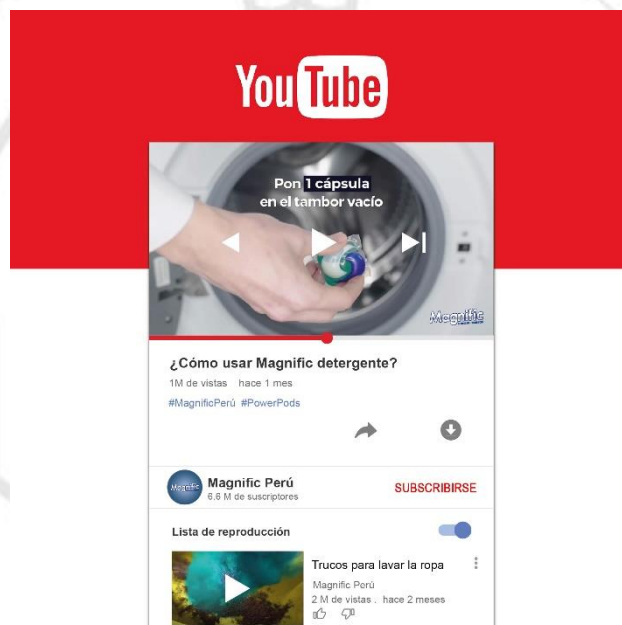 YouTube
Pon 1 cápsula
en el tambor vacío
Magnific
¿Cómo usar Magnific detergente?
1M de vistas hace 1 mes
#MagnificPerú #PowerPods
Magnific
Magnific Perú
6.6 M de suscriptores
SUBSCRIBIRSE
Lista de reproducción
Trucos para lavar la ropa
Magnific Perú
2 M de vistas . hace 2 meses